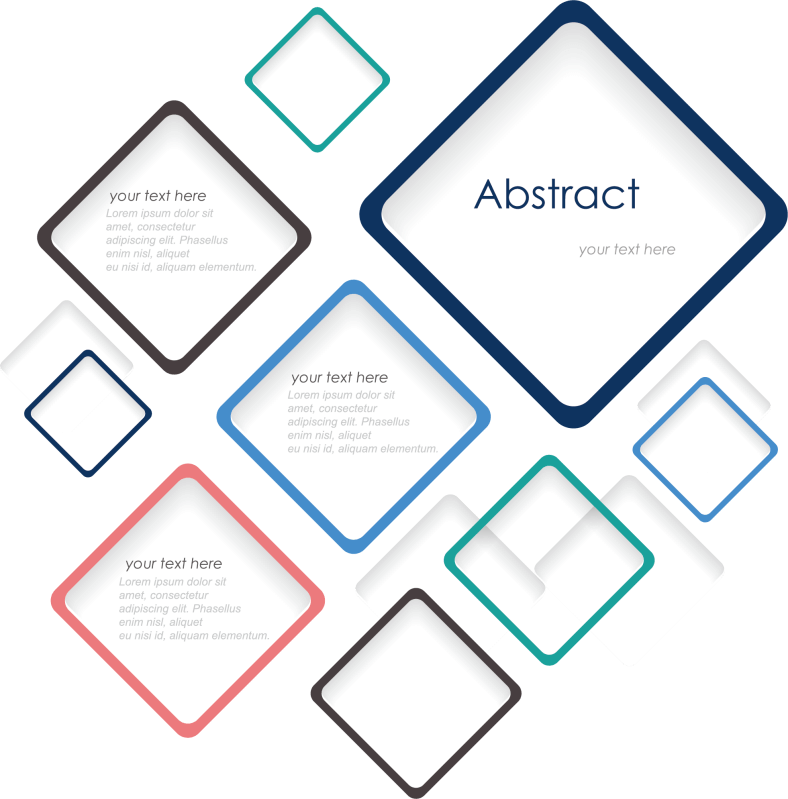 Abstract
your text here
your text here
Lorem ipsum dolor sit
amet, consectetur
adipiscing elit. Phasellus
enim nisl, aliquet
eu nisi id, aliquam elementum.
your text here
Lorem ipsum dolor sit
amet, consectetur
adipiscing elit. Phasellus
enim nisl, aliquet
eu nisi id, aliquam elementum.
your text here
Lorem ipsum dolor sit
amet, consectetur
adipiscing elit. Phasellus
enim nisl, aliquet
eu nisi id, aliquam elementum.